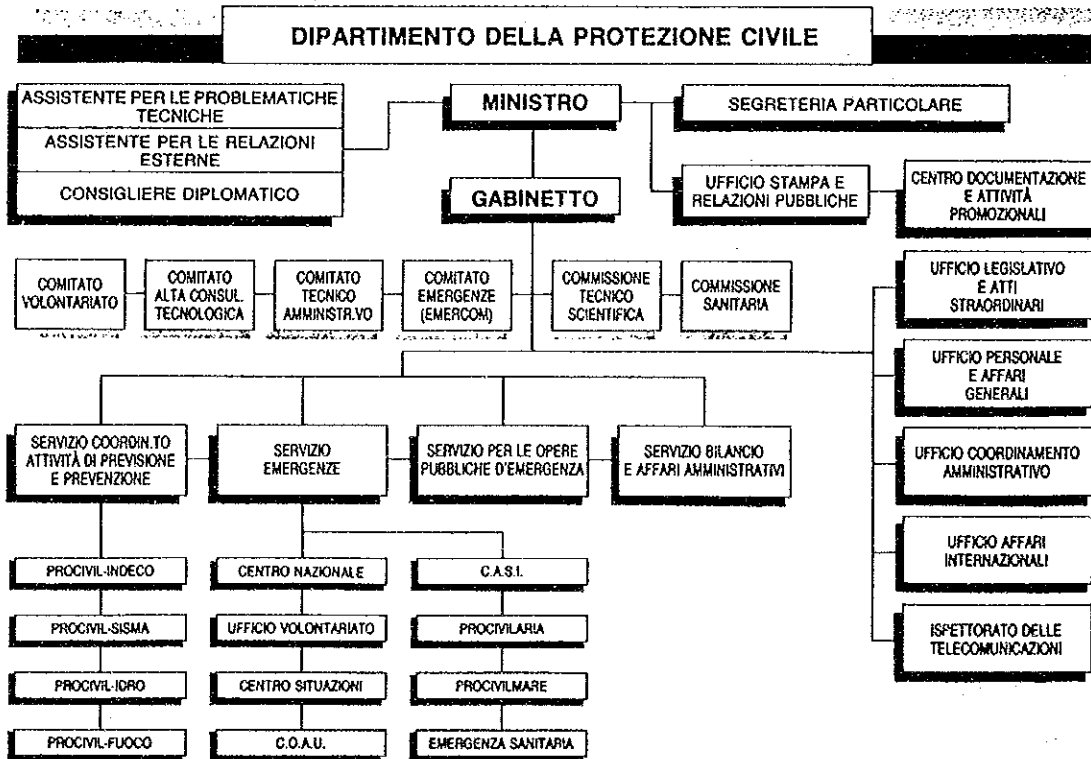 DIPARTIMENTO DELLA PROTEZIONE CIVILE
ASSISTENTE PER LE PROBLEMATICHE
TECNICHE
ASSISTENTE PER LE RELAZIONI
ESTERNE
CONSIGLIERE DIPLOMATICO
MINISTRO
SEGRETERIA PARTICOLARE
GABINETTO
UFFICIO STAMPA E
RELAZIONI PUBBLICHE
CENTRO DOCUMENTAZIONE
E ATTIVITÀ
PROMOZIONALI
COMITATO
VOLONTARIATO
COMITATO
ALTA CONSUL.
TECNOLOGICA
COMITATO
TECNICO
AMMINISTR.VO
COMITATO
EMERGENZE
(EMERCOM)
COMMISSIONE
TECNICO
SCIENTIFICA
COMMISSIONE
SANITARIA
UFFICIO LEGISLATIVO
E ATTI
STRAORDINARI
UFFICIO PERSONALE
E AFFARI
GENERALI
SERVIZIO COORDIN.TO
ATTIVITÀ DI PREVISIONE
E PREVENZIONE
SERVIZIO
EMERGENZE
SERVIZIO PER LE OPERE
PUBBLICHE D'EMERGENZA
SERVIZIO BILANCIO
E AFFARI AMMINISTRATIVI
UFFICIO COORDINAMENTO
AMMINISTRATIVO
UFFICIO AFFARI
INTERNAZIONALI
ISPETTORATO DELLE
TELECOMUNICAZIONI
PROCIVIL-INDECO
CENTRO NAZIONALE
C.A.S.I.
PROCIVIL-SISMA
UFFICIO VOLONTARIATO
PROCIVILARIA
PROCIVIL-IDRO
CENTRO SITUAZIONI
PROCIVILMARE
PROCIVIL-FUOCO
C.O.A.U.
EMERGENZA SANITARIA